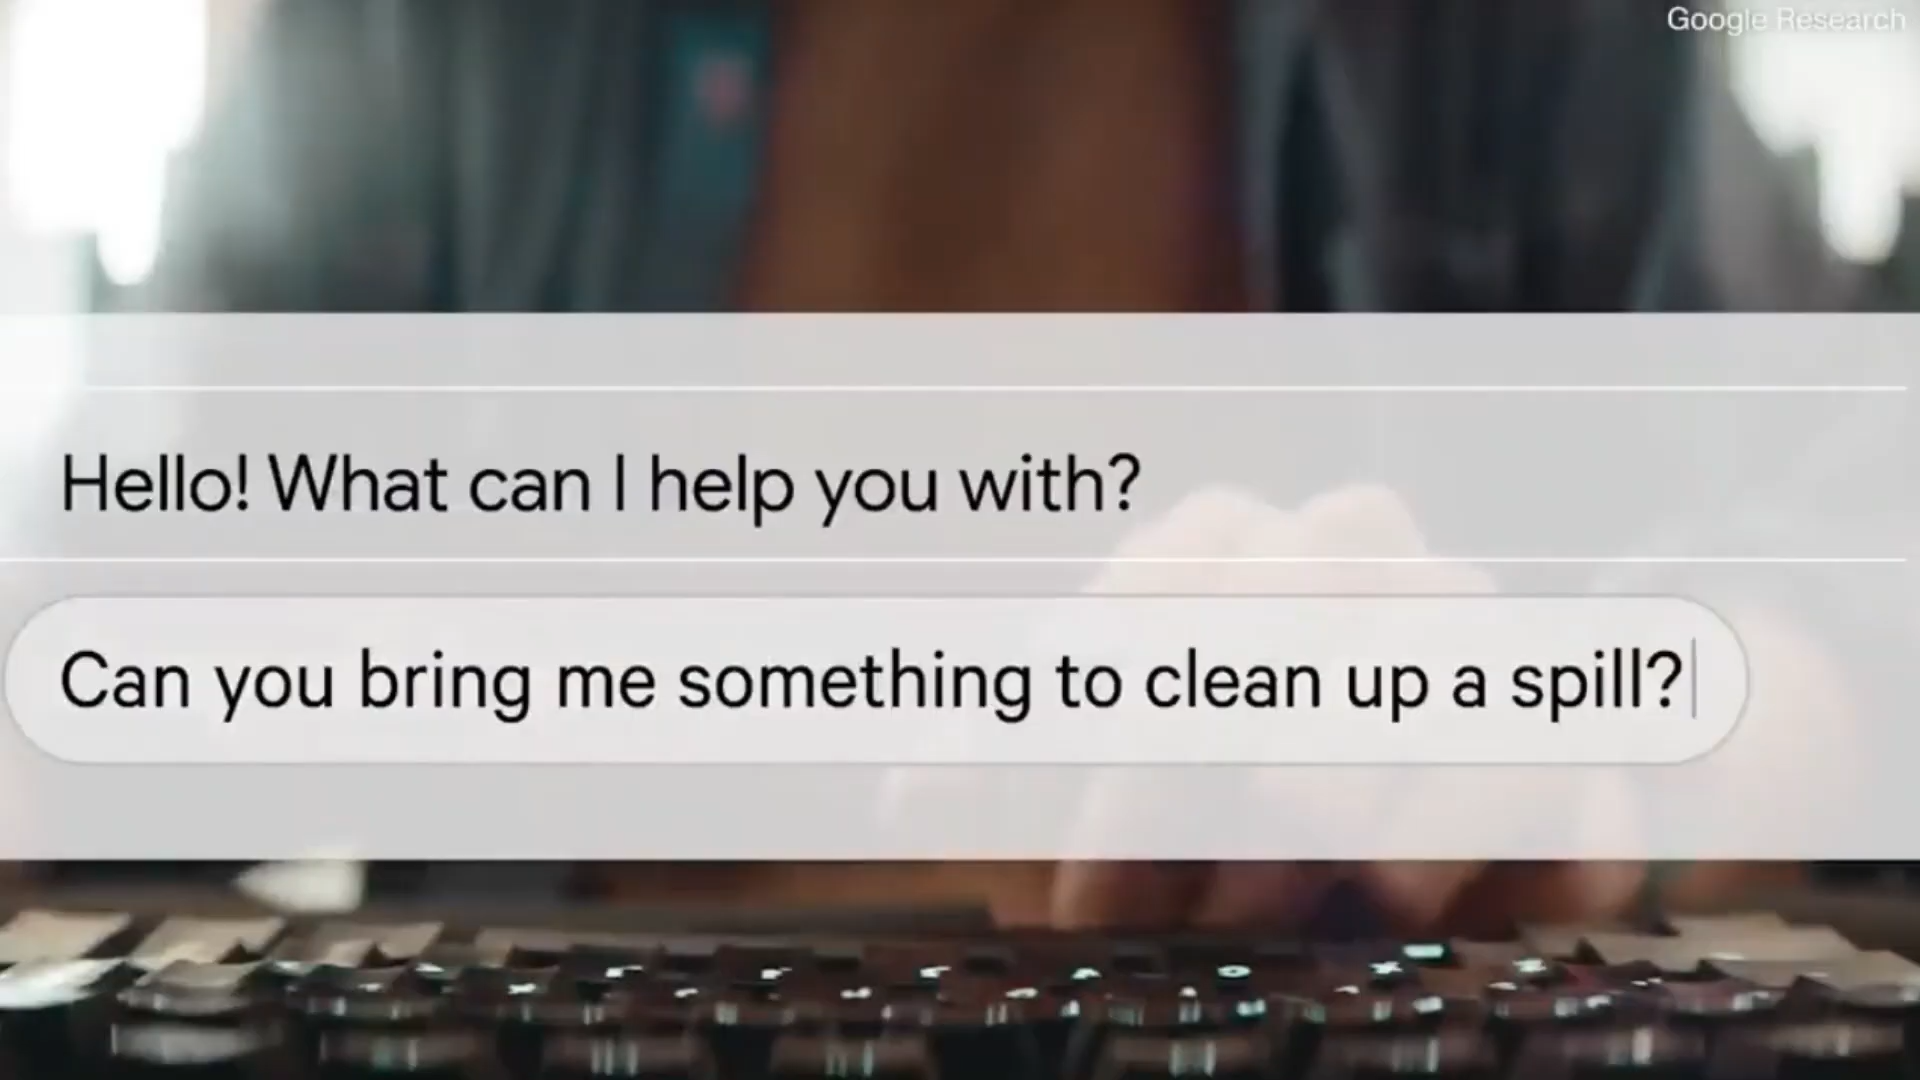 Google Research
Hello! What can I help you with?
Can you bring me something to clean up a spill?